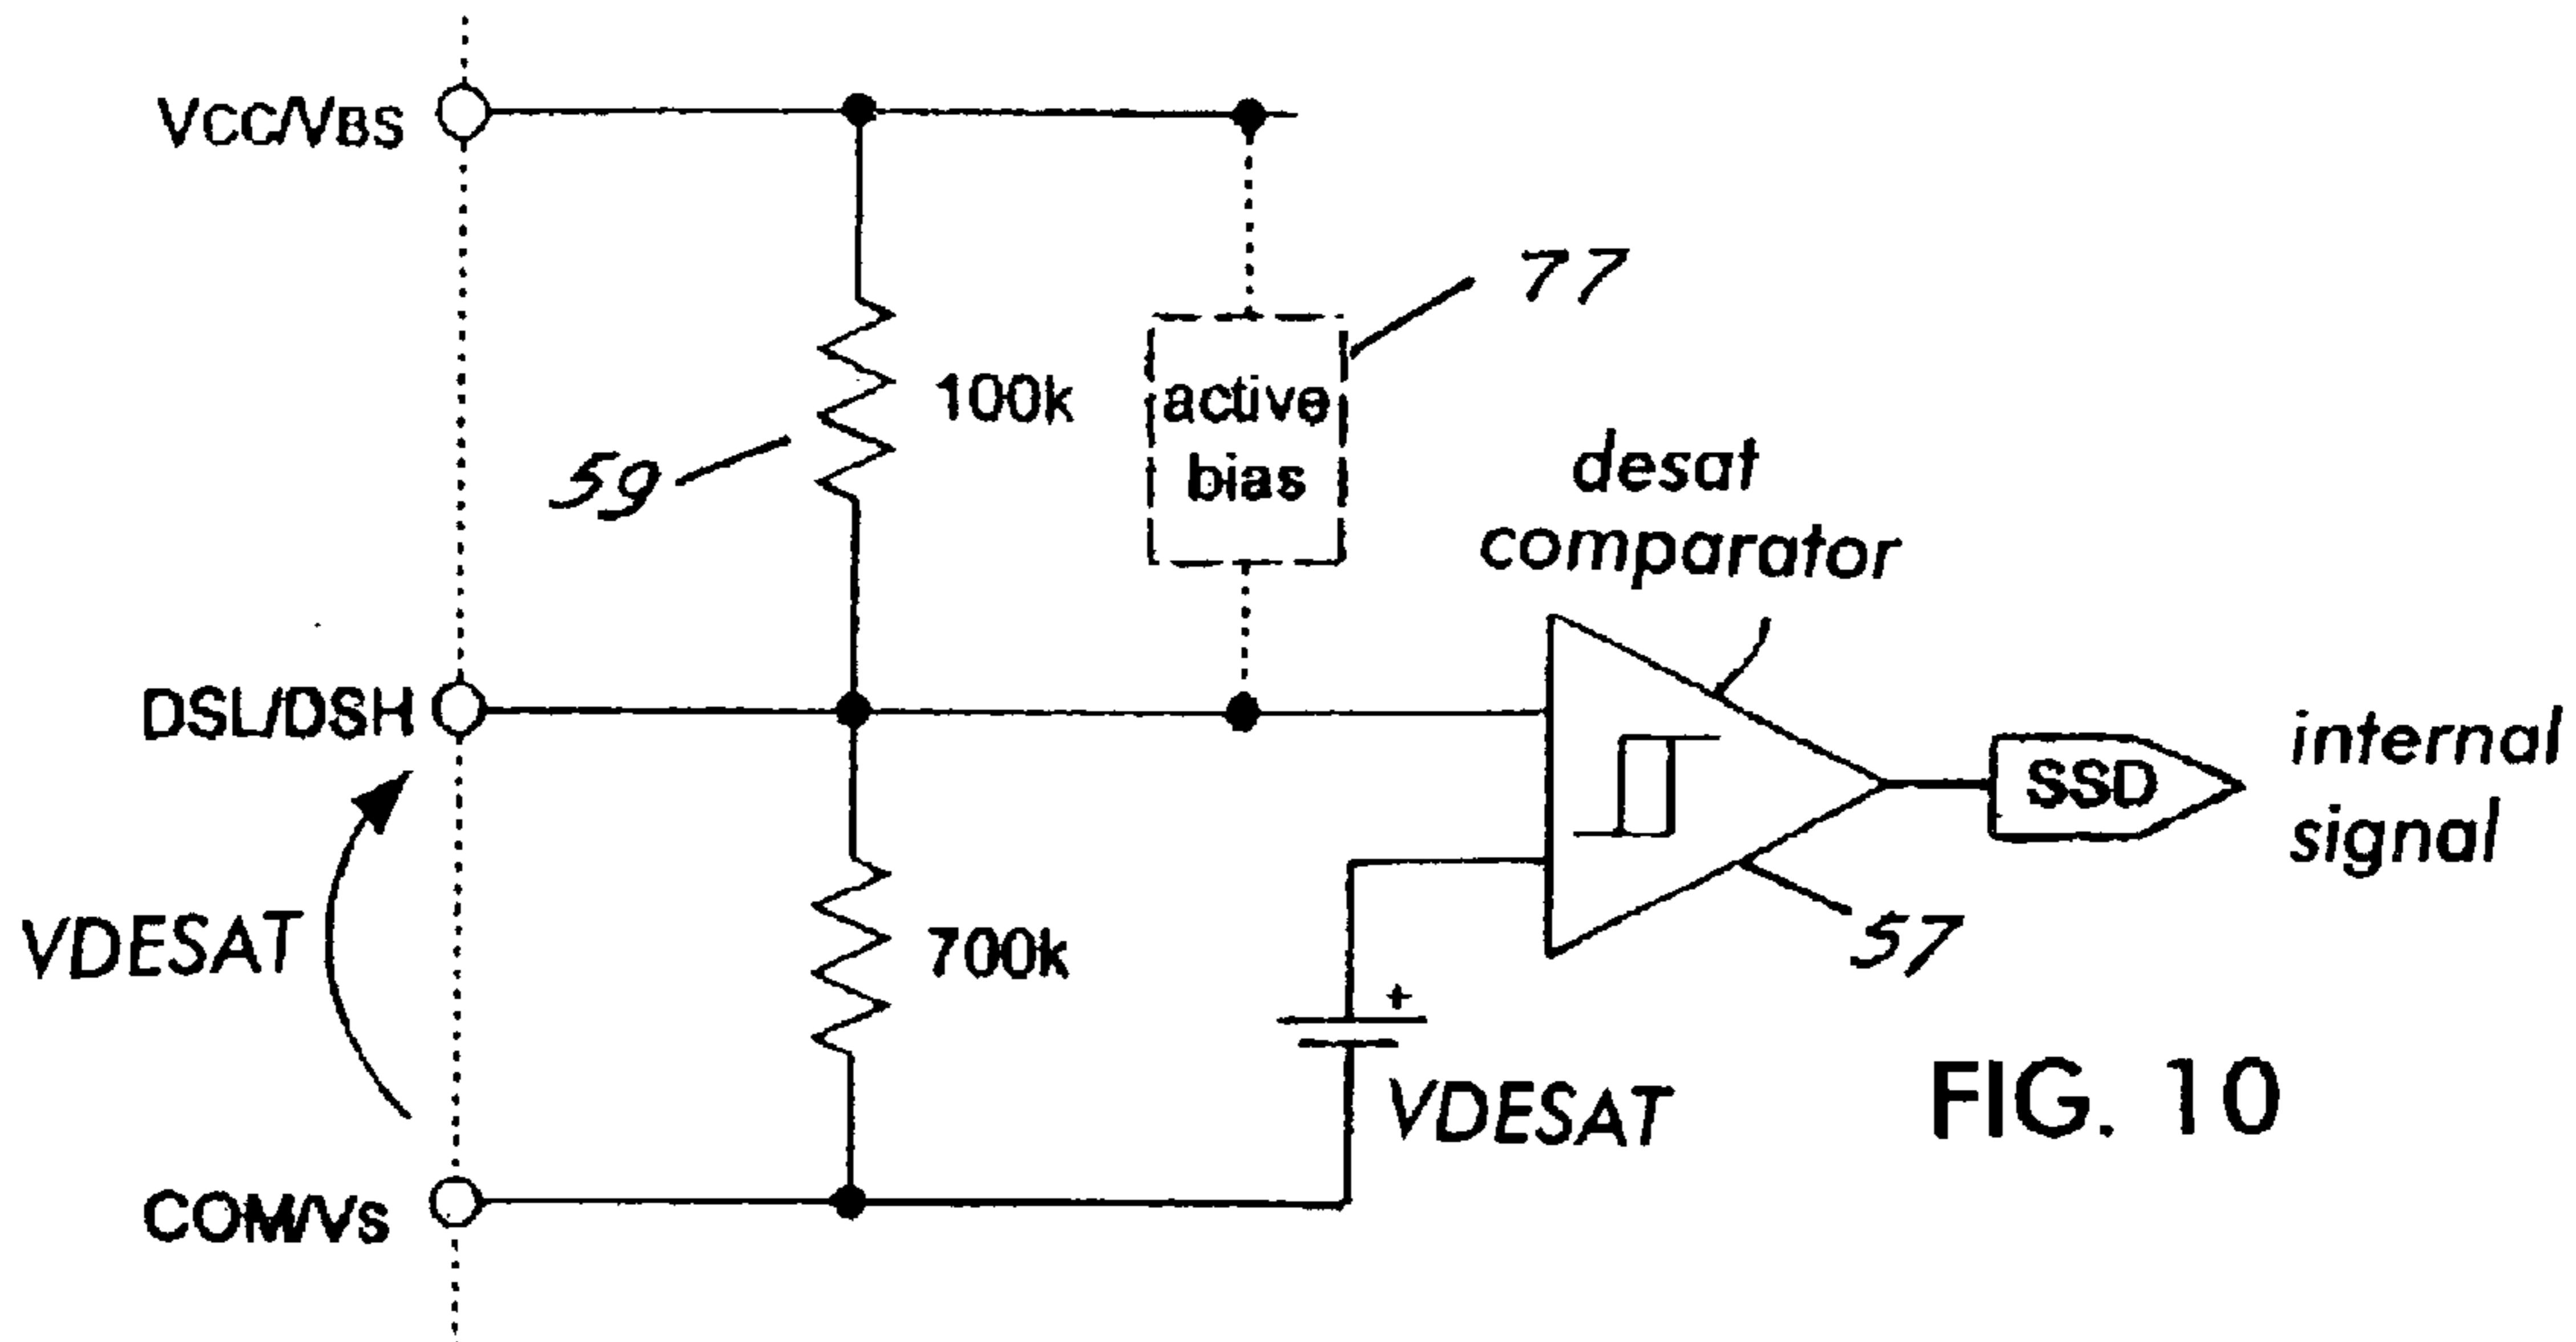 VCC/VBS
77
100k
active
bias
59
desat
comparator
DSL/DSH
SSD
internal
signal
VDESAT
700k
57
+
VDESAT
FIG. 10
COM/VS